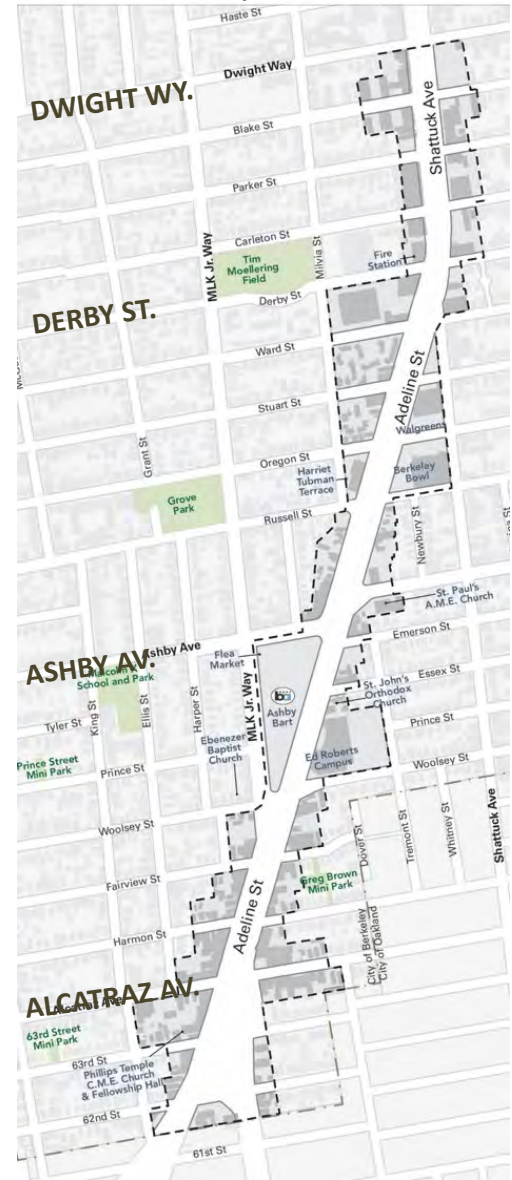 Haste St
Dwight Way
DWIGHT WY.
Shattuck Ave
Blake St
Parker St
MLK Jr. Way
Carleton St
Milvia St
Tim
Moellering
Field
Fire
Station
Derby St
DERBY ST.
Ward St
Adeline St
Stuart St
Walgreens
Grant St
Oregon St
Harriet
Tubman
Terrace
Berkeley
Bowl
Grove
Park
Russell St
Newbury St
St. Paul's
A.M.E. Church
Ashby Ave
ASHBY AV.
Flea
Market
Emerson St
School and Park
MLK Jr. Way
Essex St
St. John's
Orthodox
Church
ba
Ashby
Bart
King St
Ellis St
Harper St
Tyler St
Prince St
Ebenezer
Baptist
Church
Ed Roberts
Campus
Prince Street
Mini Park
Prince St
Woolsey St
Woolsey St
Dover St
Tremont St
Whitney St
Shattuck Ave
Fairview St
Greg Brown
Mini Park
Adeline St
Harmon St
City of Berkeley
City of Oakland
ALCATRAZ AV.
63rd Street
Mini Park
63rd St
Phillips Temple
C.M.E. Church
& Fellowship Hall
62nd St
61st St